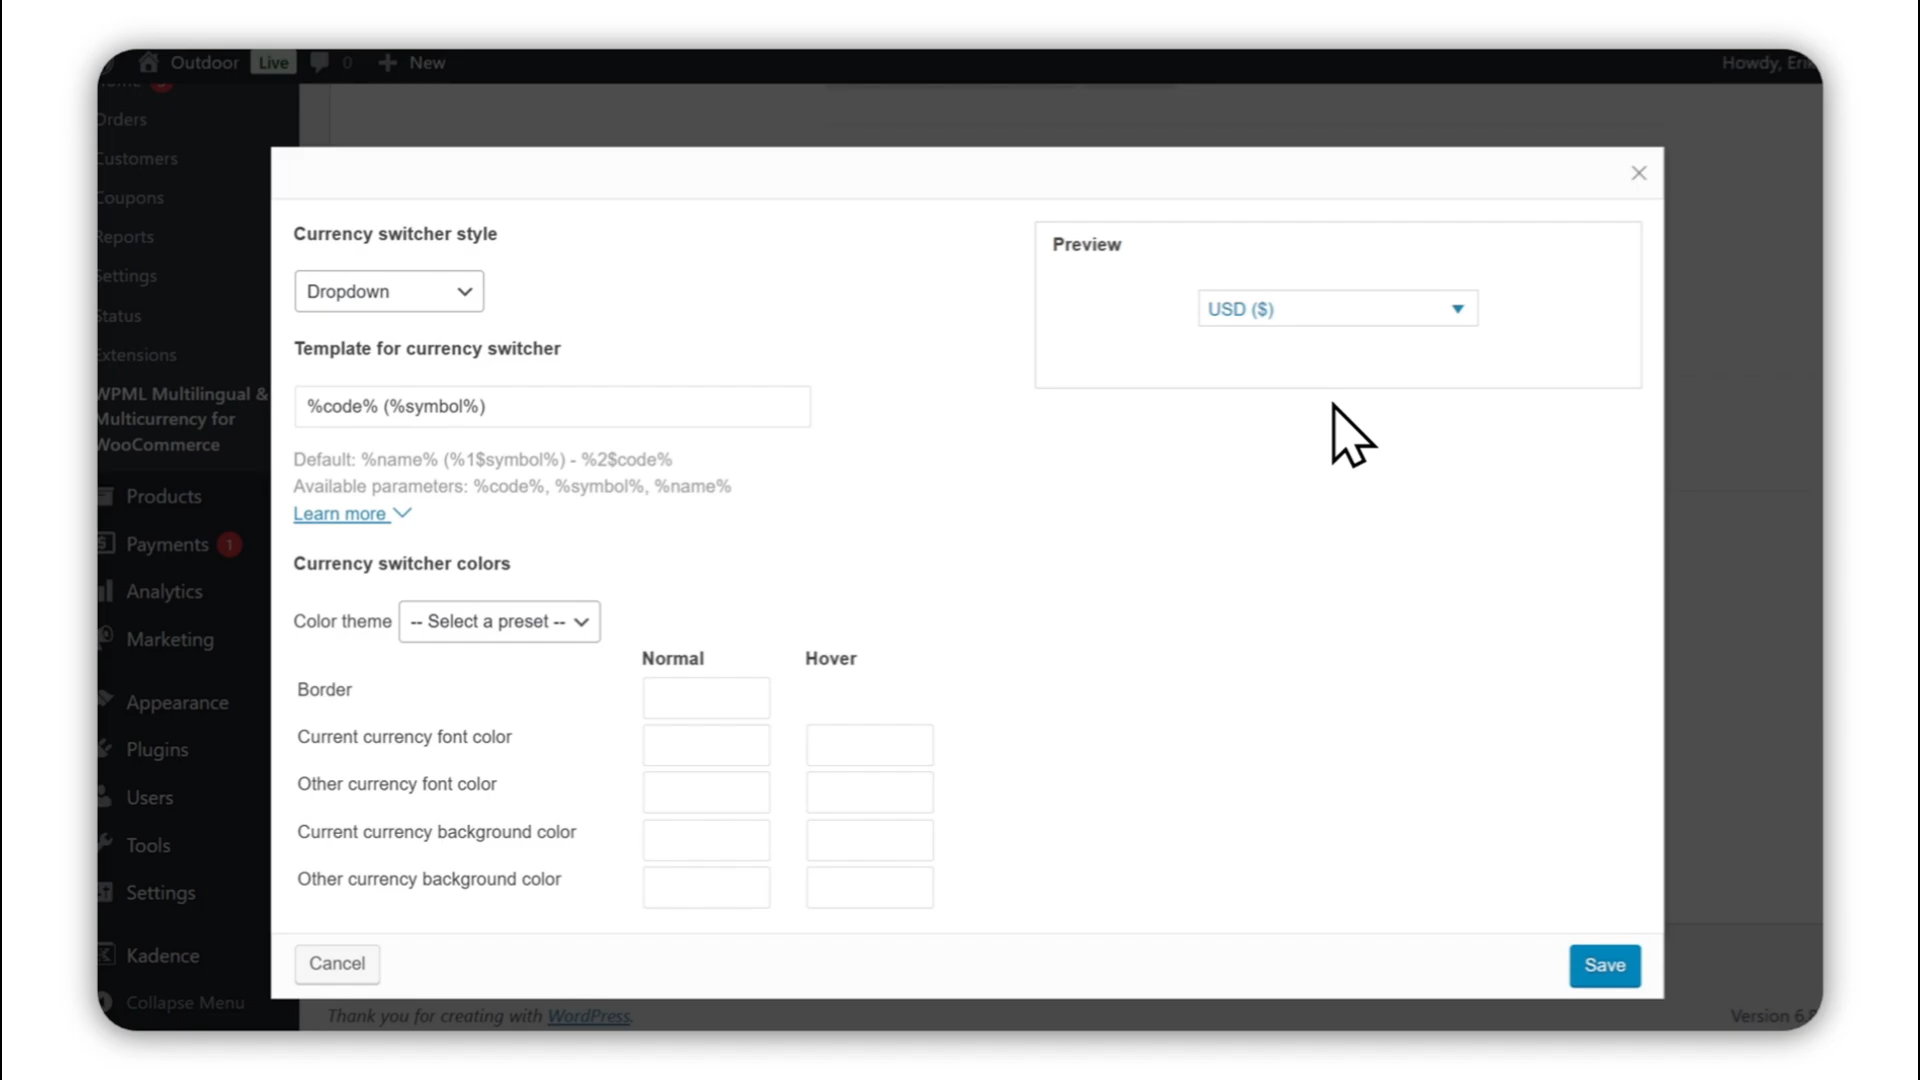 Outdoor Live 0 + New
Howdy,
Orders
Customers
Coupons
Reports
Settings
Status
Extensions
WPML Multilingual &
Multicurrency for
WooCommerce
Products
Payments 1
Analytics
Marketing
Appearance
Plugins
Users
Tools
Settings
Kadence
Collapse Menu
Currency switcher style
Dropdown
Template for currency switcher
%code% (%symbol%)
Default: %name% (%1$symbol%) - %2$code%
Available parameters: %code%, %symbol%, %name%
Learn more
Currency switcher colors
Color theme -- Select a preset --
Normal Hover
Border
Current currency font color
Other currency font color
Current currency background color
Other currency background color
Cancel
Save
Preview
USD ($)
Thank you for creating with WordPress.
Version